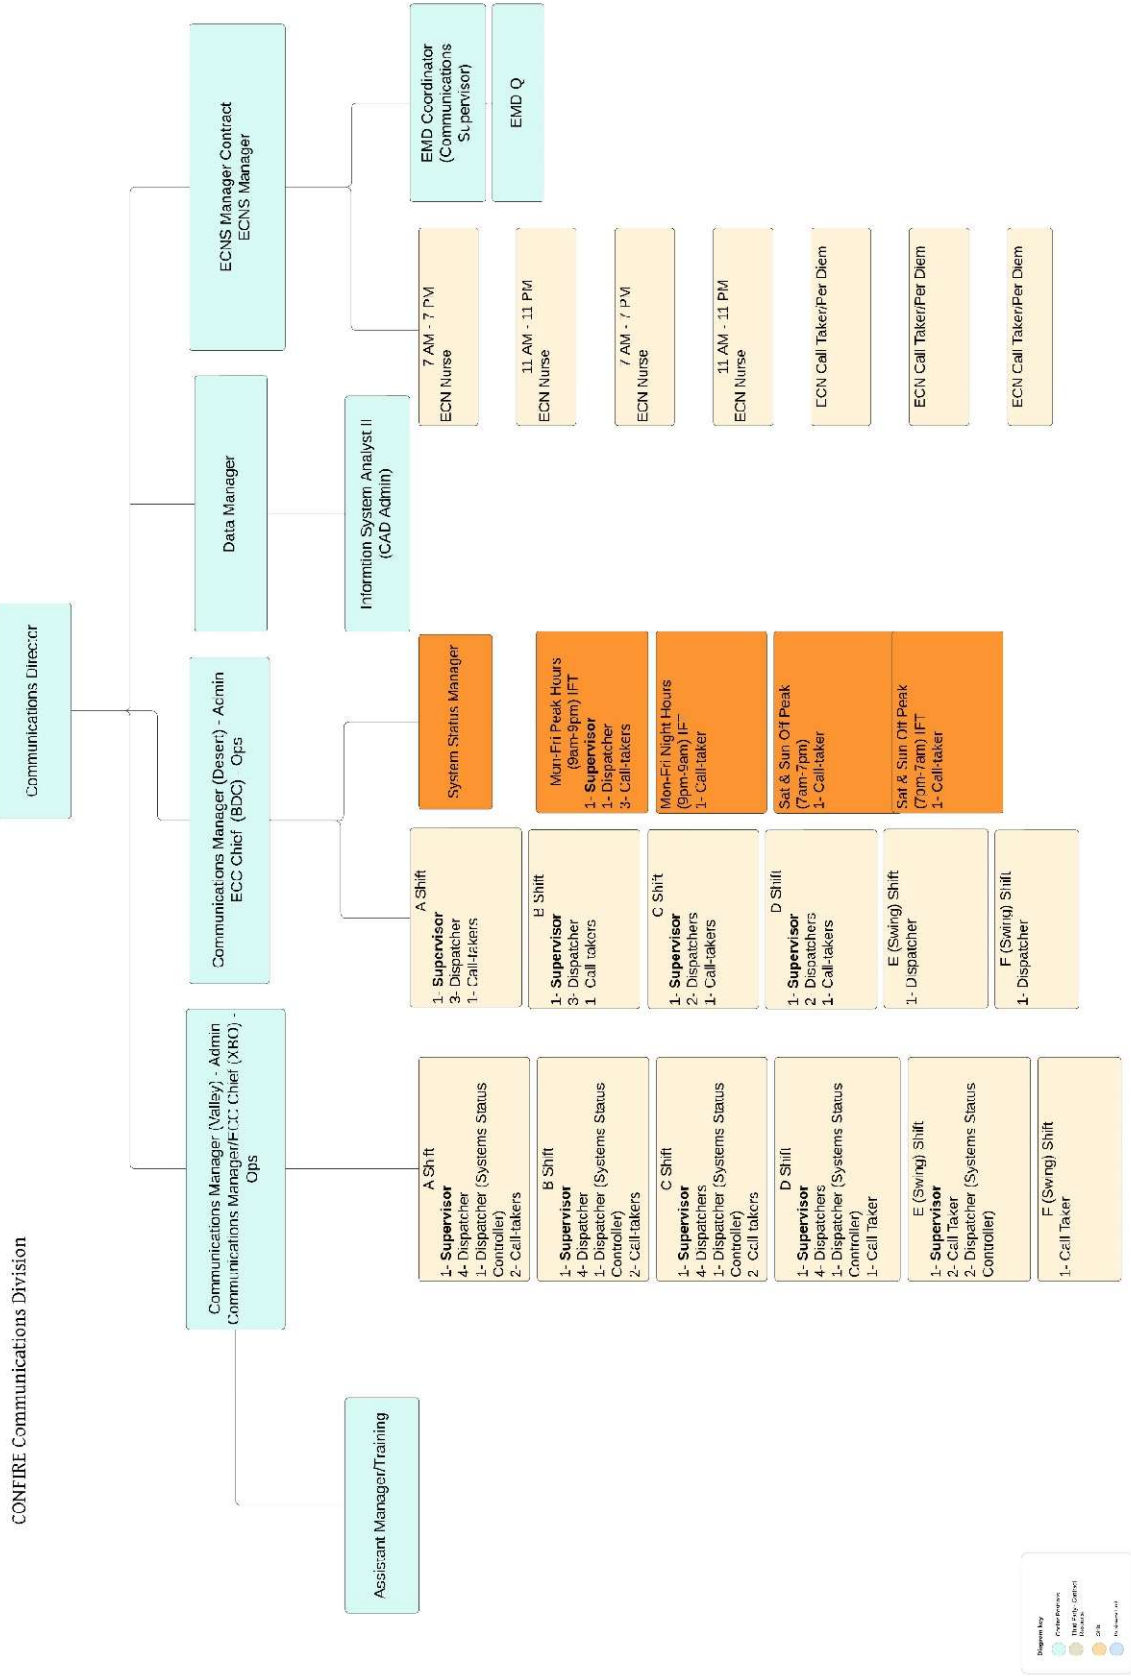 CONFIRE Communications Division
Communications Director
Communications Manager (Valley) - Admin
Communications Manager/ECC Chief (XBO) -
Ops
Assistant Manager/Training
A Shift
1- Supervisor
4- Dispatcher
1- Dispatcher (Systems Status
Controller)
2- Call-takers
B Shift
1- Supervisor
4- Dispatcher
1- Dispatcher (Systems Status
Controller)
2- Call-takers
C Shift
1- Supervisor
4- Dispatchers
1- Dispatcher (Systems Status
Controller)
2 Call takers
D Shift
1- Supervisor
4- Dispatchers
1- Dispatcher (Systems Status
Controller)
1- Call Taker
E (Swing) Shift
1- Supervisor
2- Call Taker
2- Dispatcher (Systems Status
Controller)
F (Swing) Shift
1- Call Taker
Communications Manager (Desert) - Admin
ECC Chief (BDC) Ops
A Shift
1- Supervisor
3- Dispatcher
1- Call-takers
B Shift
1- Supervisor
3- Dispatcher
1 Call takers
C Shift
1- Supervisor
2- Dispatchers
1- Call-takers
D Shift
1- Supervisor
2 Dispatchers
1- Call-takers
E (Swing) Shift
1- Dispatcher
F (Swing) Shift
1- Dispatcher
System Status Manager
Mon-Fri Peak Hours
(9am-9pm) IFT
1- Supervisor
1- Dispatcher
3- Call-takers
Mon-Fri Night Hours
(9pm-9am) IFT
1- Call-taker
Sat & Sun Off Peak
(7am-7pm)
1- Call-taker
Sat & Sun Off Peak
(7pm-7am) IFT
1- Call-taker
Data Manager
Informtion System Analyst II
(CAD Admin)
ECNS Manager Contract
ECNS Manager
7 AM - 7 PM
ECN Nurse
11 AM - 11 PM
ECN Nurse
7 AM - 7 PM
ECN Nurse
11 AM - 11 PM
ECN Nurse
ECN Call Taker/Per Diem
ECN Call Taker/Per Diem
ECN Call Taker/Per Diem
EMD Coordinator
(Communications
Supervisor)
EMD Q
Diagram key